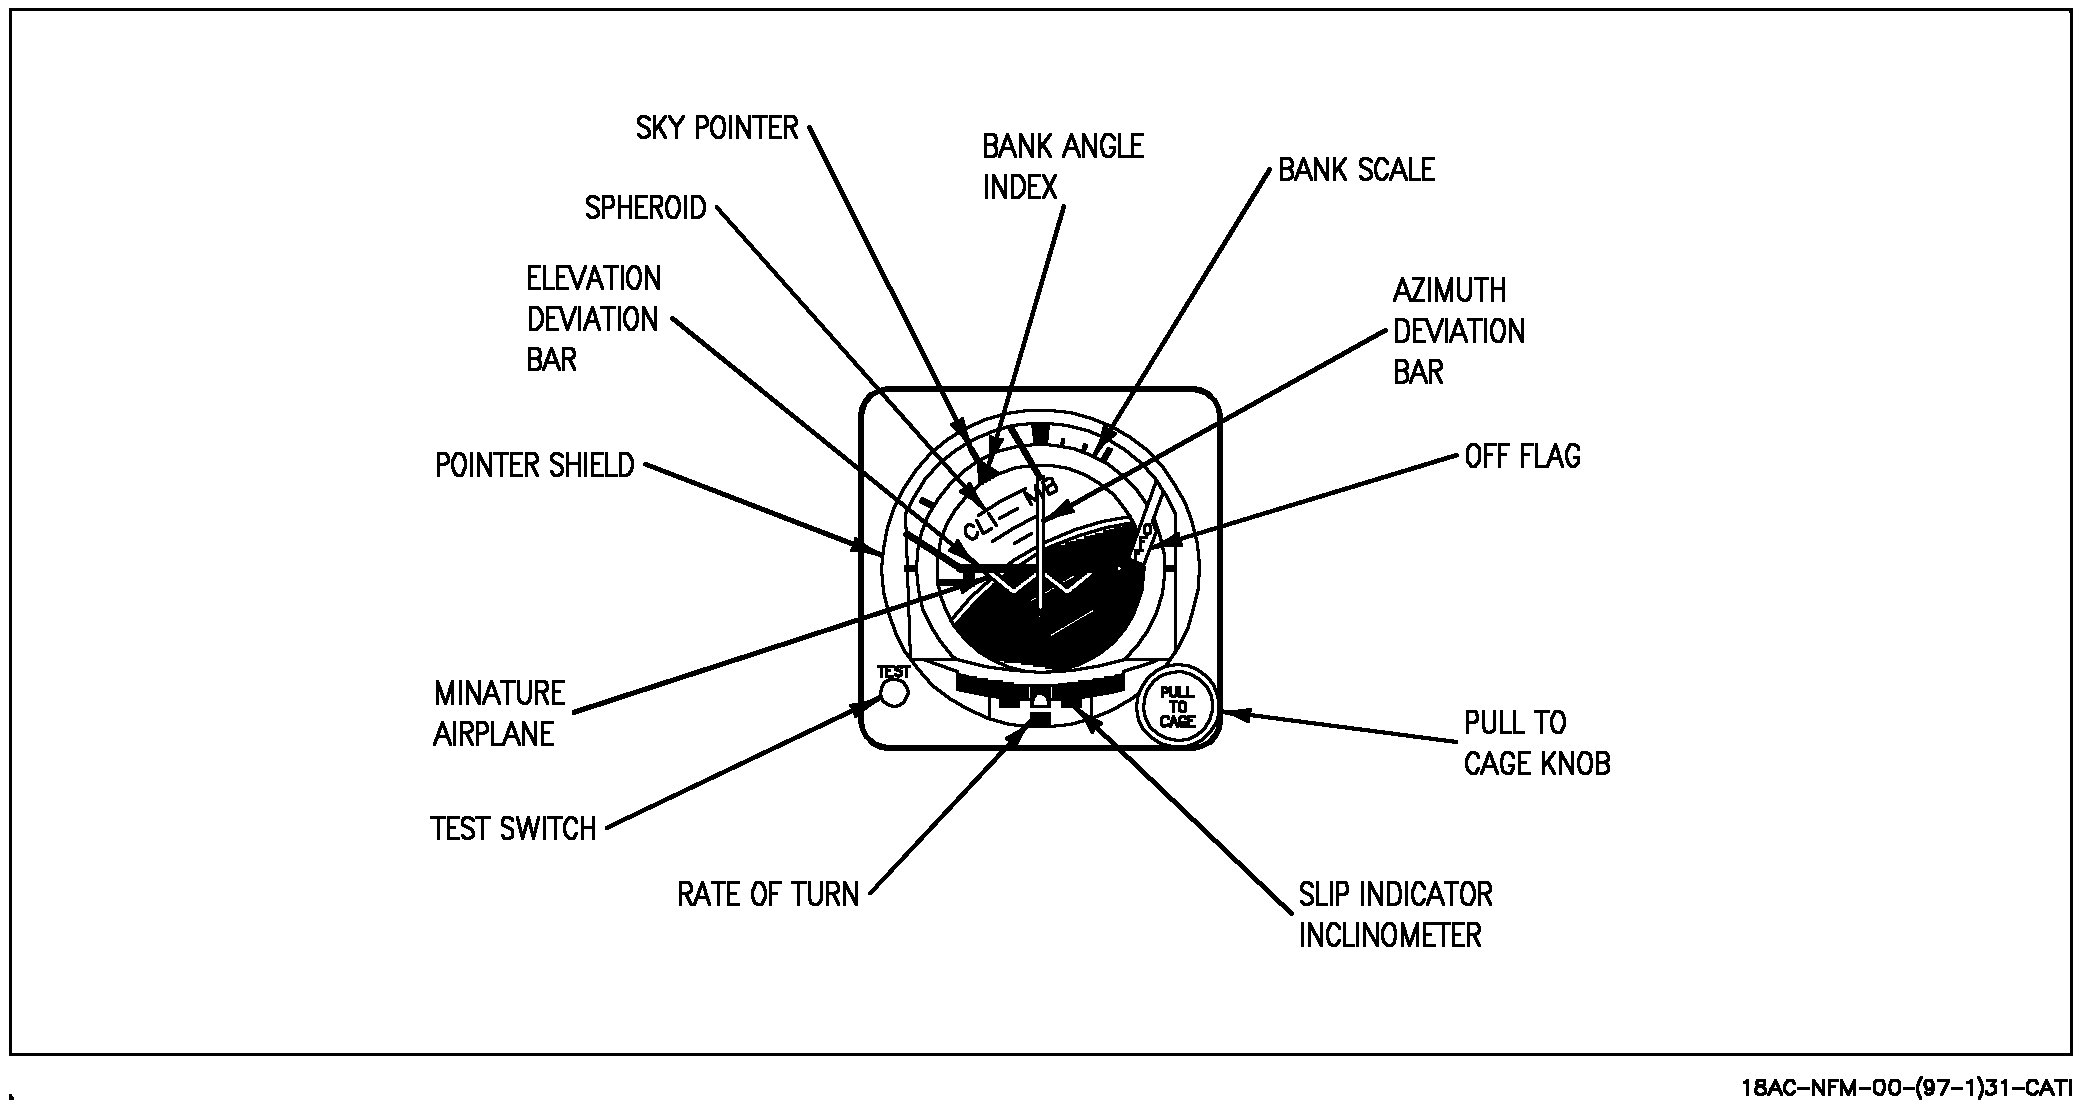 SKY POINTER
BANK ANGLE
INDEX
BANK SCALE
SPHEROID
ELEVATION
DEVIATION
BAR
AZIMUTH
DEVIATION
BAR
POINTER SHIELD
OFF FLAG
CLI MB
TEST
PULL
TO
CAGE
MINATURE
AIRPLANE
PULL TO
CAGE KNOB
TEST SWITCH
RATE OF TURN
SLIP INDICATOR
INCLINOMETER
18AC-NFM-00-(97-1)31-CATI